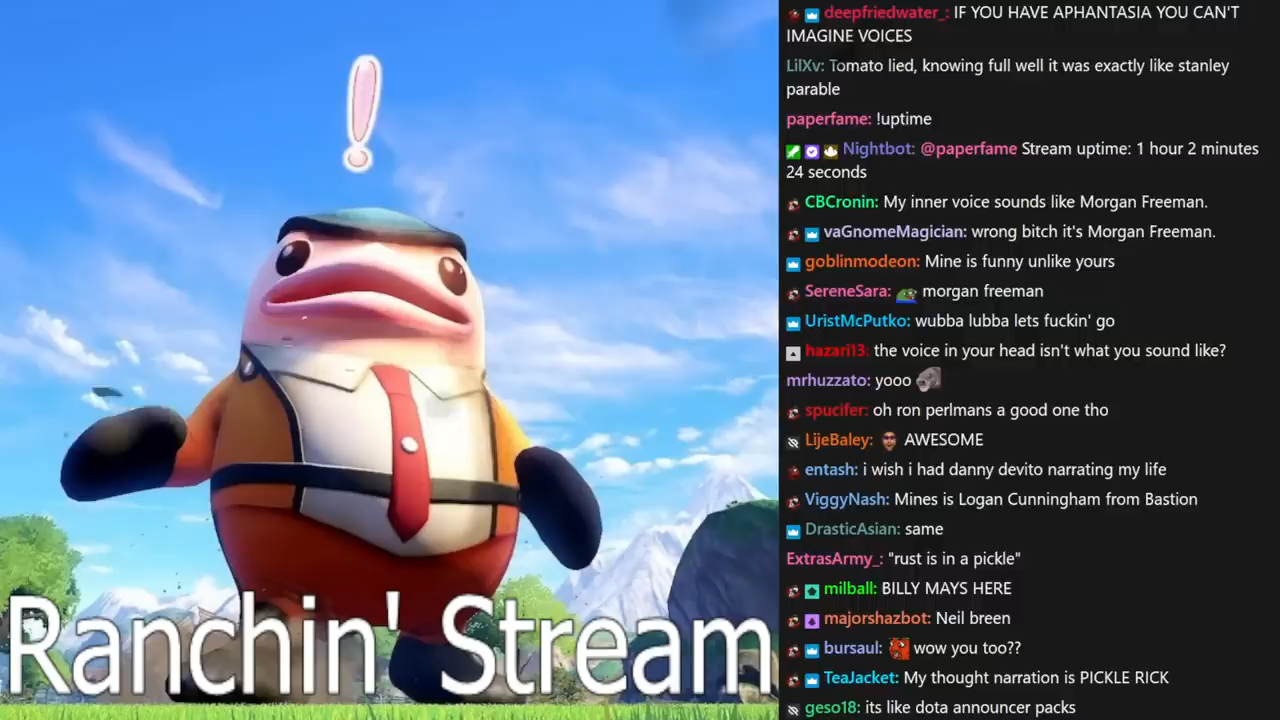 deepfriedwater_: IF YOU HAVE APHANTASIA YOU CAN'T
IMAGINE VOICES
LilXv: Tomato lied, knowing full well it was exactly like stanley
parable
paperfame: !uptime
Nightbot: @paperfame Stream uptime: 1 hour 2 minutes
24 seconds
CBCronin: My inner voice sounds like Morgan Freeman.
vaGnomeMagician: wrong bitch it's Morgan Freeman.
goblinmodeon: Mine is funny unlike yours
SereneSara: morgan freeman
UristMcPutko: wubba lubba lets fuckin' go
hazari13: the voice in your head isn't what you sound like?
mrhuzzato: yooo
spucifer: oh ron perlmans a good one tho
LijeBaley: AWESOME
entash: i wish i had danny devito narrating my life
ViggyNash: Mines is Logan Cunningham from Bastion
DrasticAsian: same
ExtrasArmy_: "rust is in a pickle"
milball: BILLY MAYS HERE
majorshazbot: Neil breen
bursaul: wow you too??
TeaJacket: My thought narration is PICKLE RICK
geso18: its like dota announcer packs
Ranchin' Stream